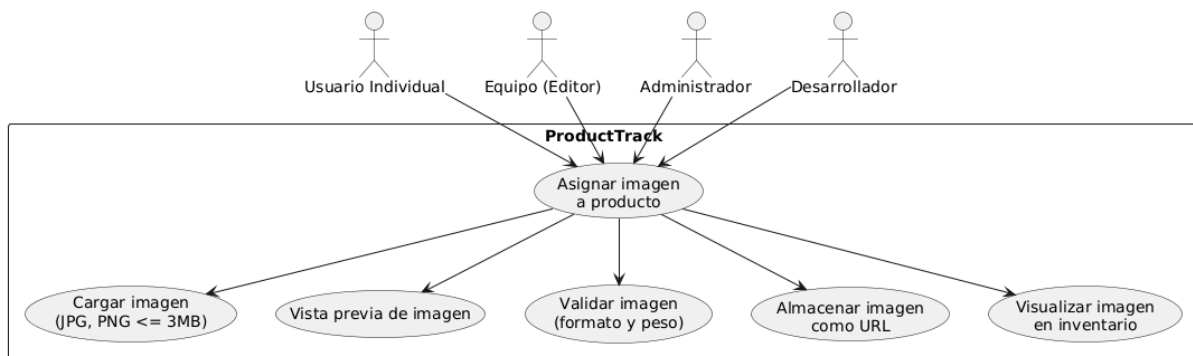 Usuario Individual
Equipo (Editor)
Administrador
Desarrollador
ProductTrack
Asignar imagen
a producto
Cargar imagen
(JPG, PNG <= 3MB)
Vista previa de imagen
Validar imagen
(formato y peso)
Almacenar imagen
como URL
Visualizar imagen
en inventario